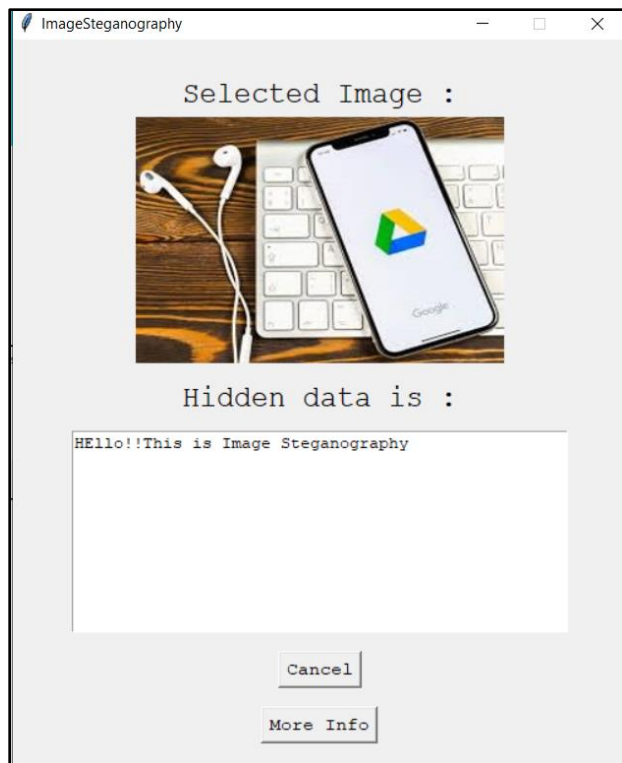 ImageSteganography
Selected Image :
Google
Hidden data is :
HEllo!!This is Image Steganography
Cancel
More Info